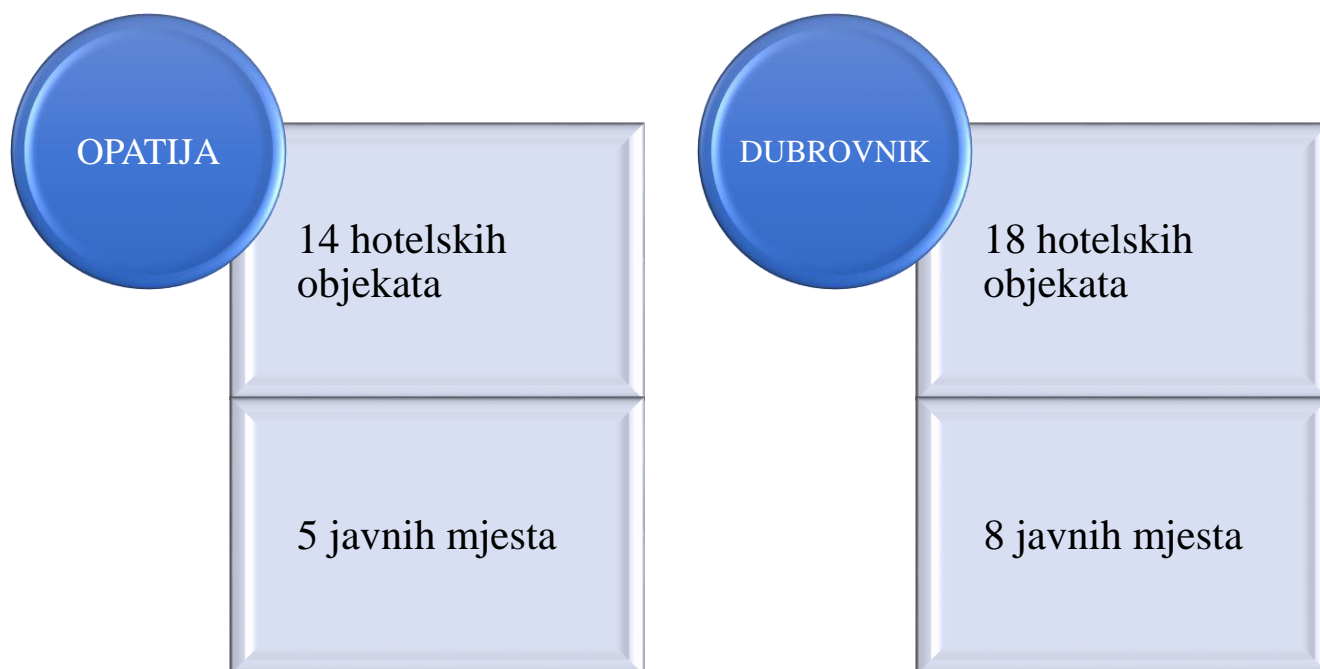 OPATIJA
14 hotelskih
objekata
5 javnih mjesta
DUBROVNIK
18 hotelskih
objekata
8 javnih mjesta